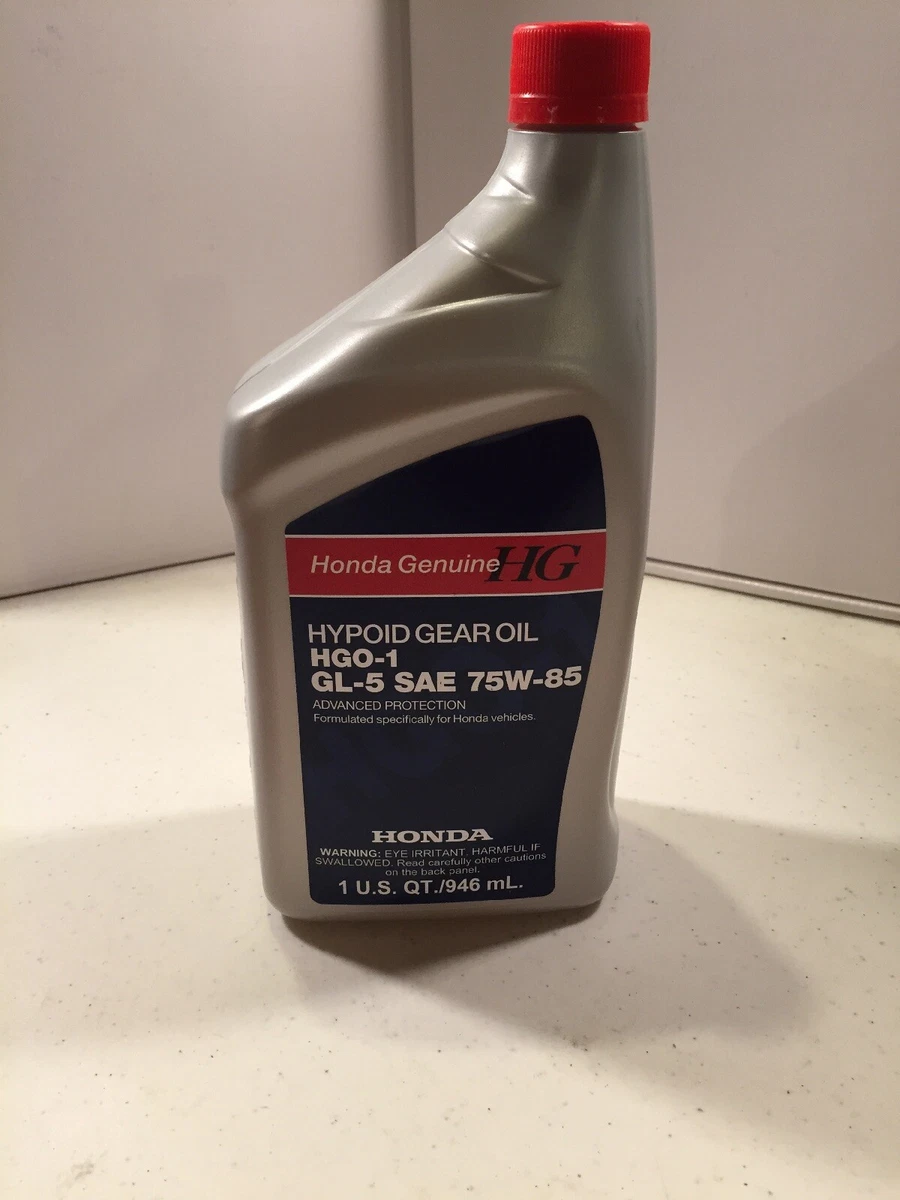 Honda Genuine HG
HYPOID GEAR OIL
HGO-1
GL-5 SAE 75W-85
ADVANCED PROTECTION
Formulated specifically for Honda vehicles.
HONDA
WARNING: EYE IRRITANT. HARMFUL IF
SWALLOWED. Read carefully other cautions
on the back panel.
1 U.S. QT./946 mL.